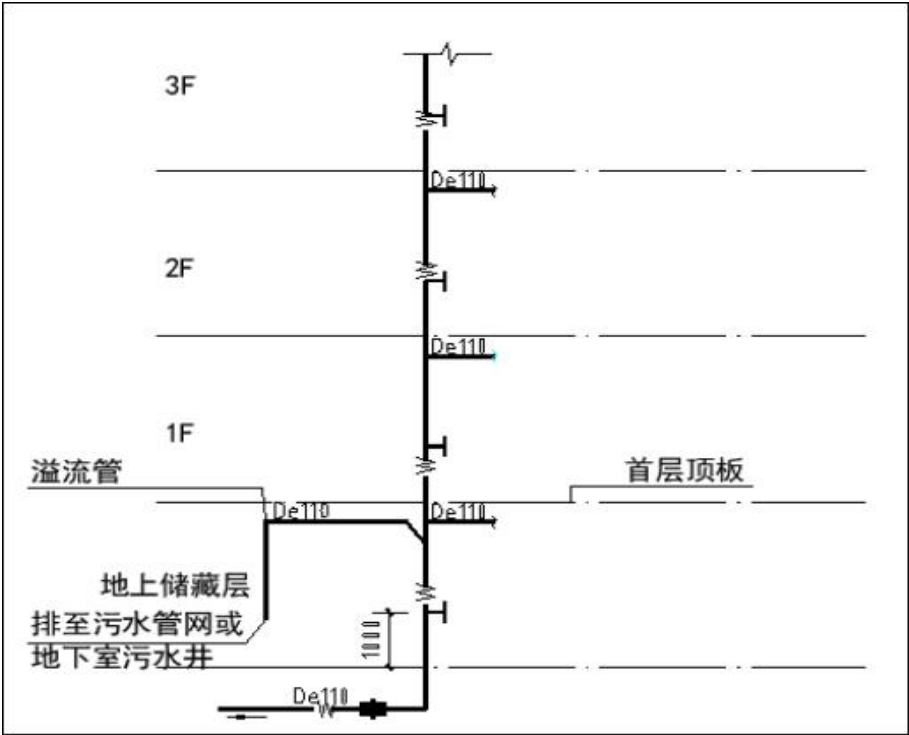 3F
De110
2F
De110
1F
溢流管
首层顶板
De110
De110
地上储藏层
排至污水管网或
地下室污水井
1000
De110